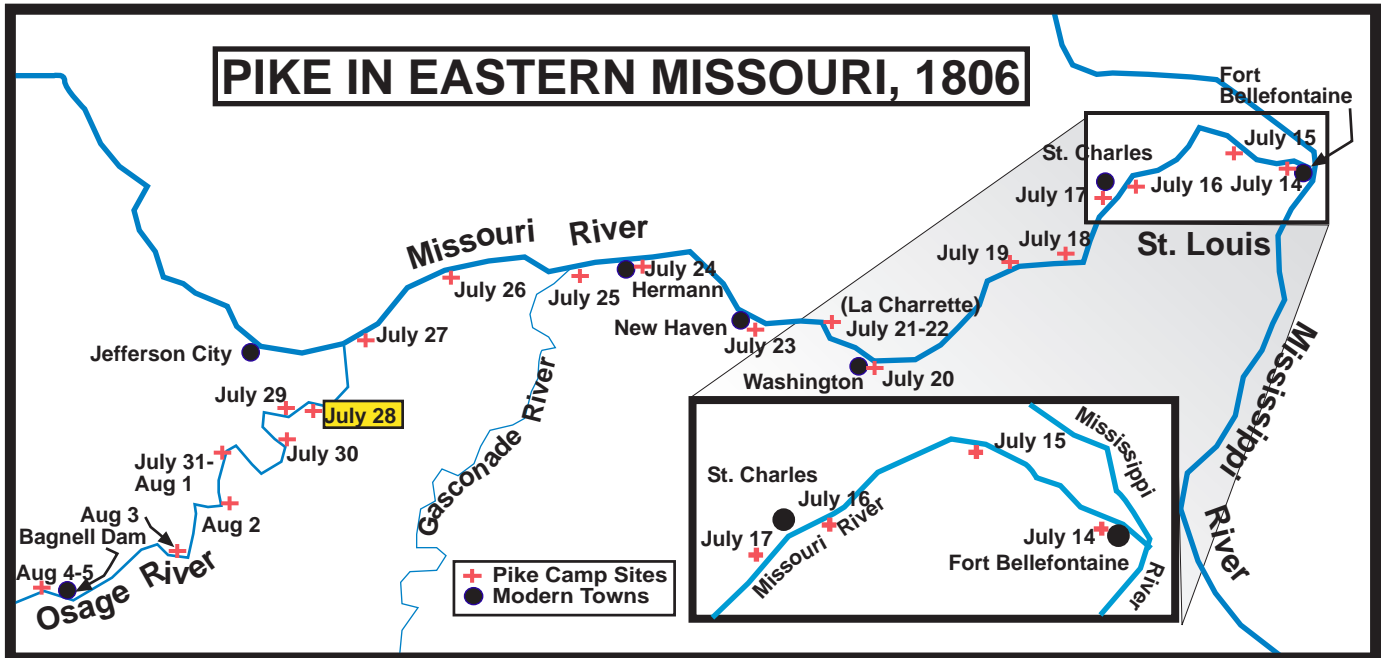 PIKE IN EASTERN MISSOURI, 1806
Fort
Bellefontaine
July 15
St. Charles
July 16
July 14
July 17
St. Louis
July 18
July 19
Missouri River
July 24
Hermann
July 25
July 26
(La Charrette)
July 21-22
New Haven
July 23
July 27
Jefferson City
Washington
July 20
July 29
July 28
July 30
July 31-
Aug 1
Aug 2
Aug 3
Bagnell Dam
Aug 4-5
Osage River
Gasconade River
Mississippi
Mississippi
River
Pike Camp Sites
Modern Towns
Mississippi
July 15
St. Charles
July 16
July 17
Missouri River
July 14
Fort Bellefontaine
River